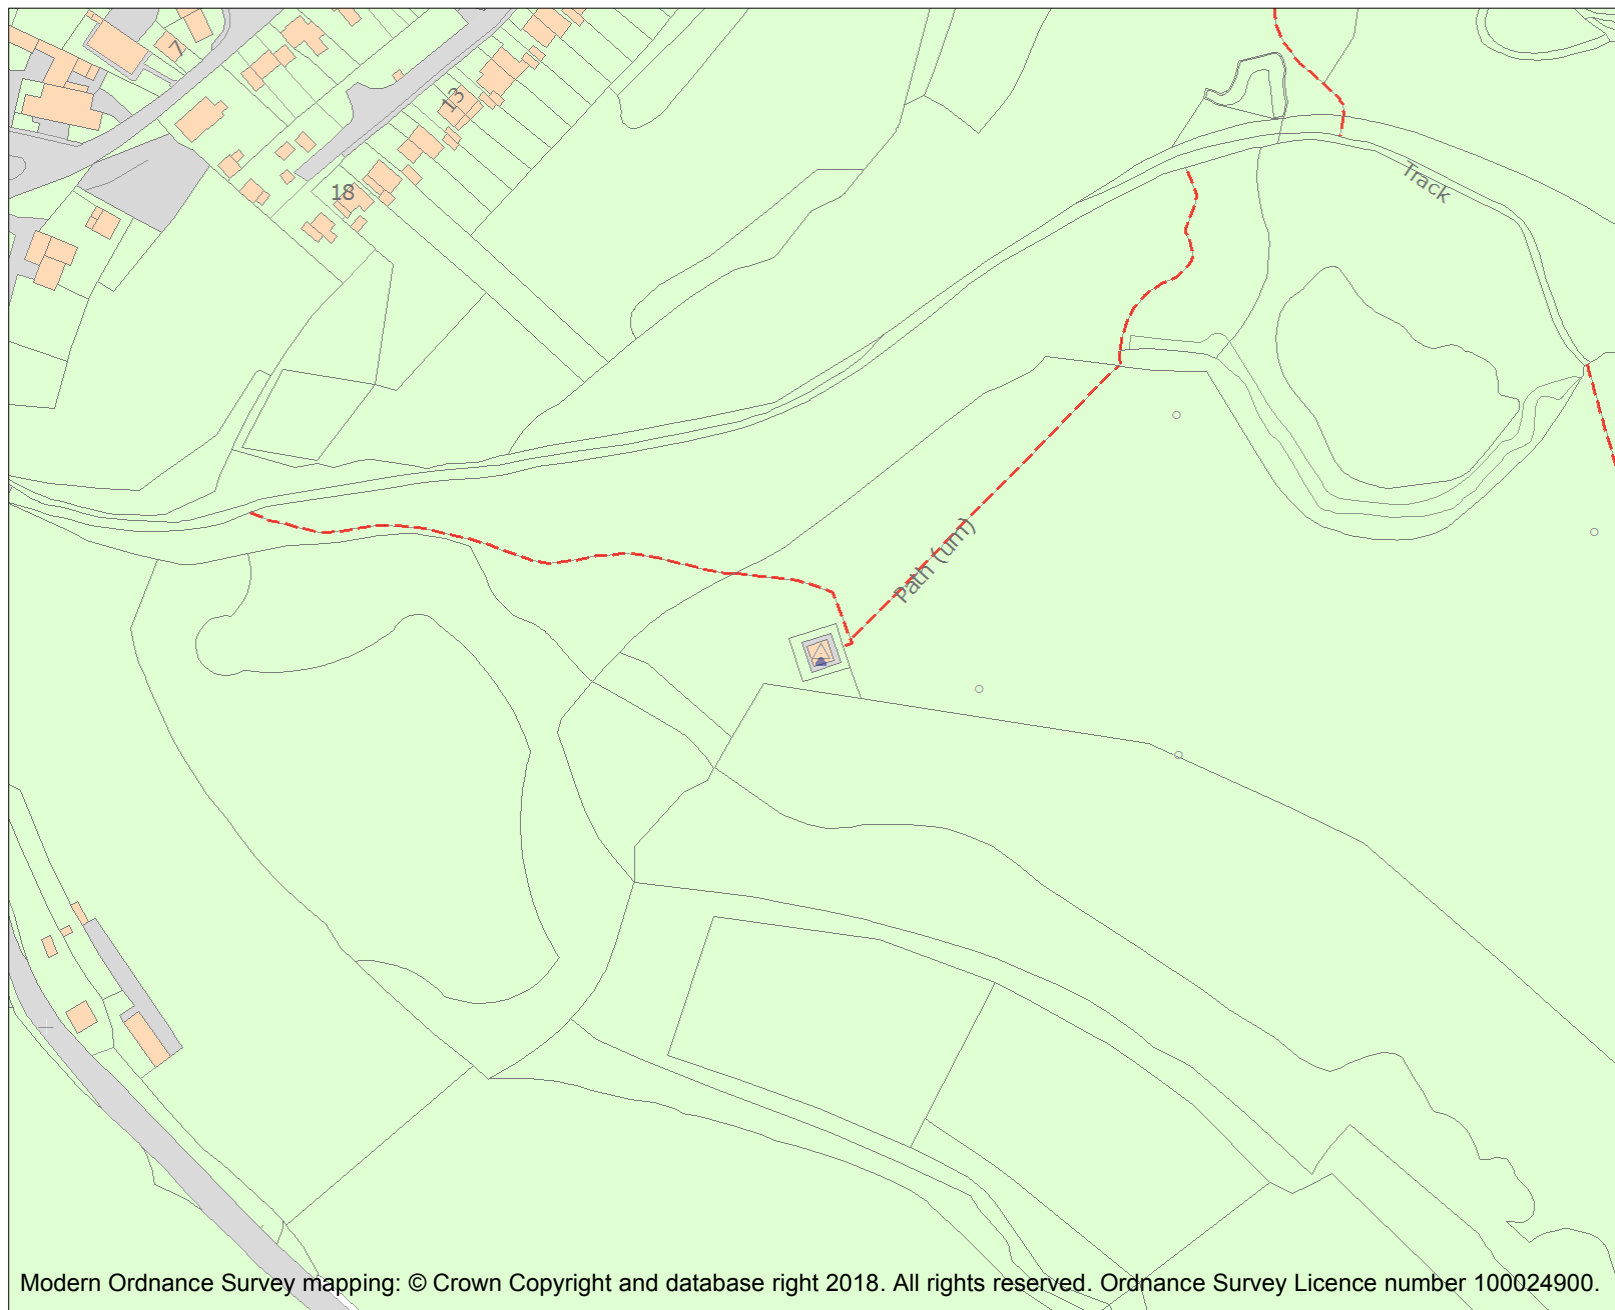 7
13
18
Track
Path (um)
Modern Ordnance Survey mapping: © Crown Copyright and database right 2018. All rights reserved. Ordnance Survey Licence number 100024900.